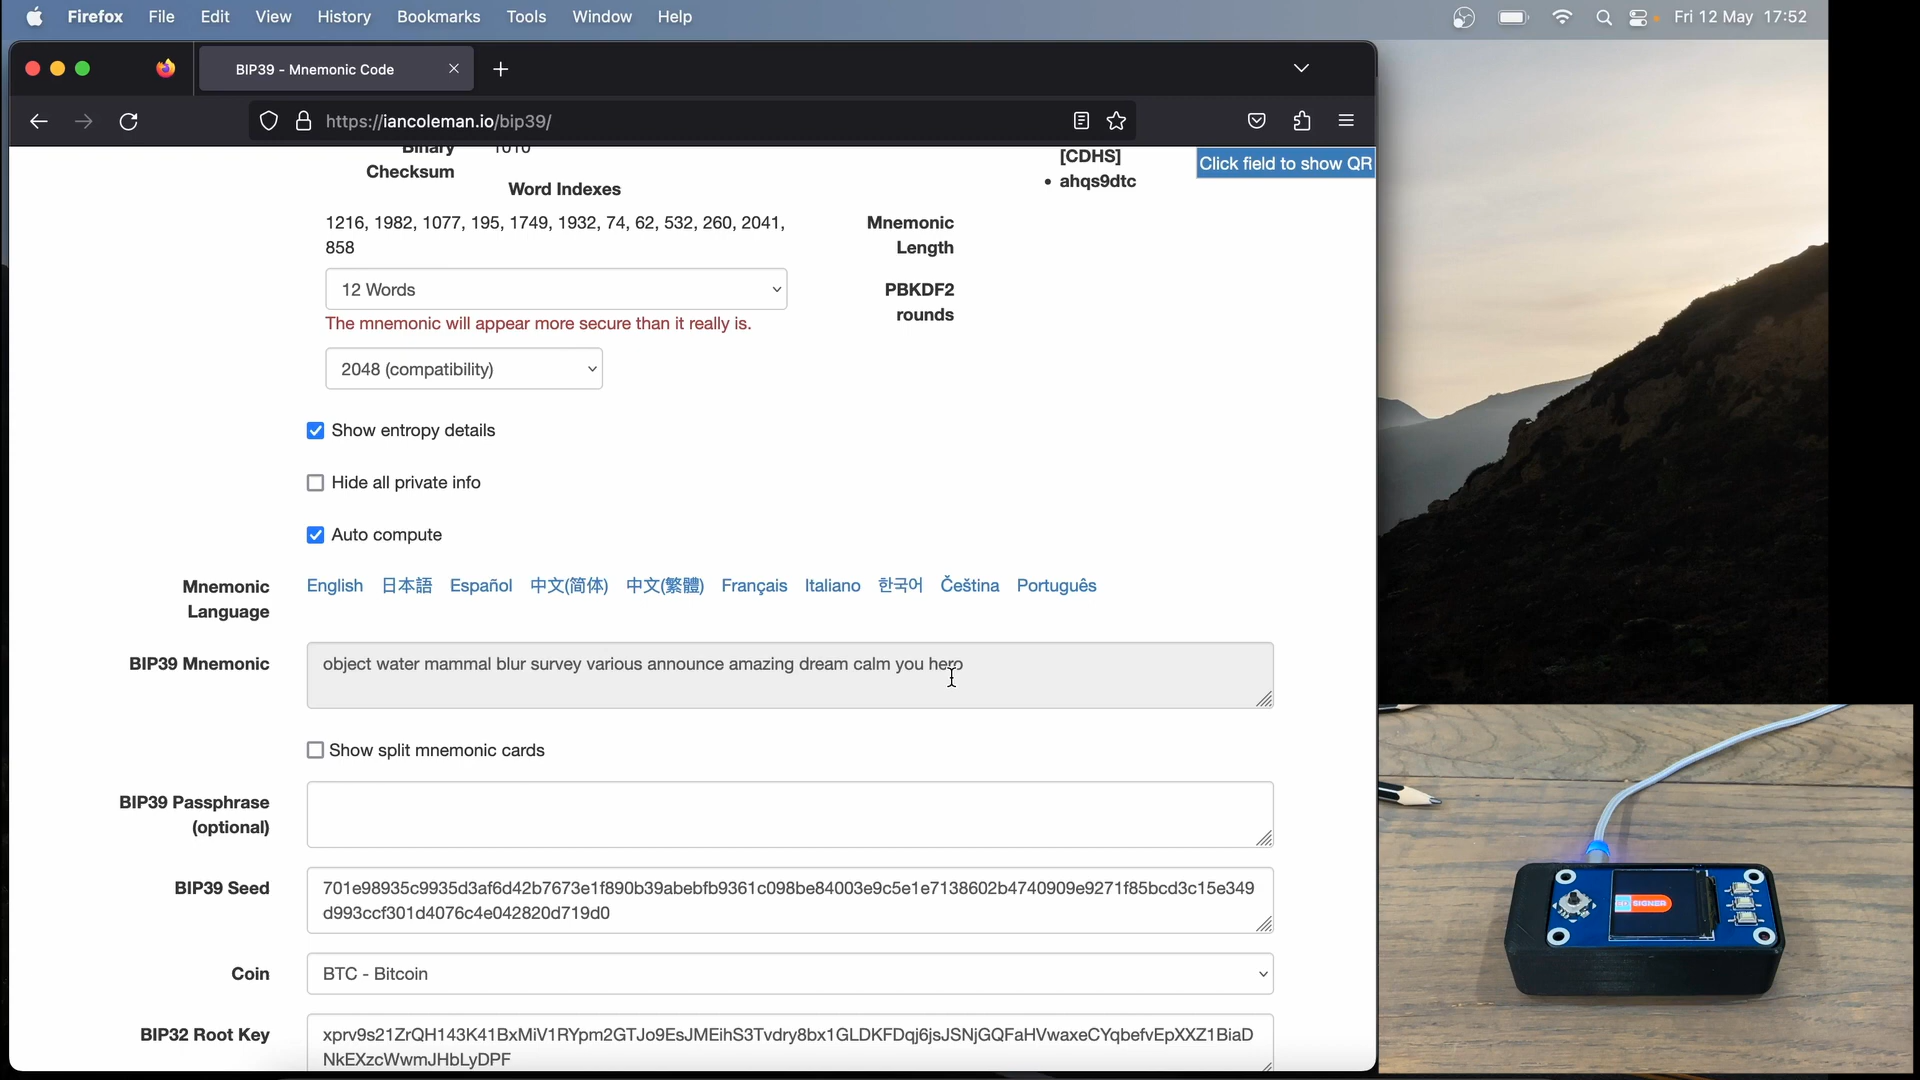 Firefox File Edit View History Bookmarks Tools Window Help Fri 12 May 17:52
BIP39 - Mnemonic Code
https://iancoleman.io/bip39/
Click field to show QR
Binary 1010
Checksum
[CDHS]
• ahqs9dtc
Word Indexes
1216, 1982, 1077, 195, 1749, 1932, 74, 62, 532, 260, 2041,
858
Mnemonic
Length
12 Words
PBKDF2
rounds
The mnemonic will appear more secure than it really is.
2048 (compatibility)
Show entropy details
Hide all private info
Auto compute
Mnemonic
Language
English 日本語 Español 中文(简体) 中文(繁體) Français Italiano 한국어 Čeština Português
BIP39 Mnemonic
object water mammal blur survey various announce amazing dream calm you hero
Show split mnemonic cards
BIP39 Passphrase
(optional)
BIP39 Seed
701e98935c9935d3af6d42b7673e1f890b39abebfb9361c098be84003e9c5e1e7138602b4740909e9271f85bcd3c15e349
d993ccf301d4076c4e042820d719d0
Coin
BTC - Bitcoin
BIP32 Root Key
xprv9s21ZrQH143K41BxMiV1RYpm2GTJo9EsJMEihS3Tvdry8bx1GLDKFDqj6jsJSNjGQFaHVwaxeCYqbefvEpXXZ1BiaD
NkEXzcWwmJHbLyDPF
SIGNER